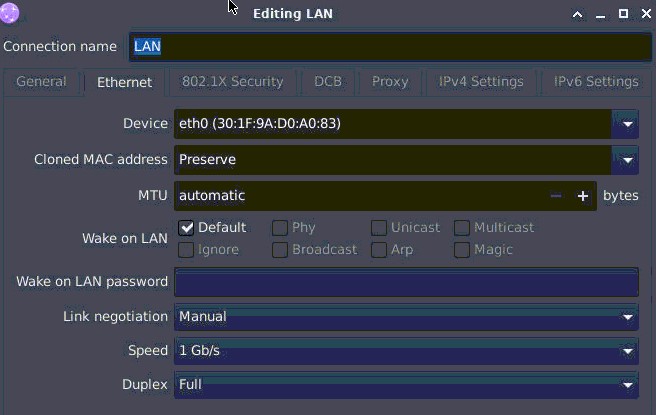 Editing LAN
Connection name LAN
General Ethernet 802.1X Security DCB Proxy IPv4 Settings IPv6 Settings
Device eth0 (30:1F:9A:D0:A0:83)
Cloned MAC address Preserve
MTU automatic − + bytes
Wake on LAN
Default Phy Unicast Multicast
Ignore Broadcast Arp Magic
Wake on LAN password
Link negotiation Manual
Speed 1 Gb/s
Duplex Full